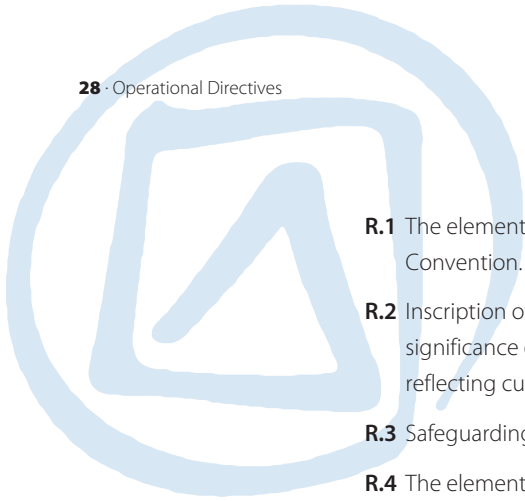 28 · Operational Directives
R.1 The element
Convention.
R.2 Inscription o
significance
reflecting cu
R.3 Safeguarding
R.4 The element